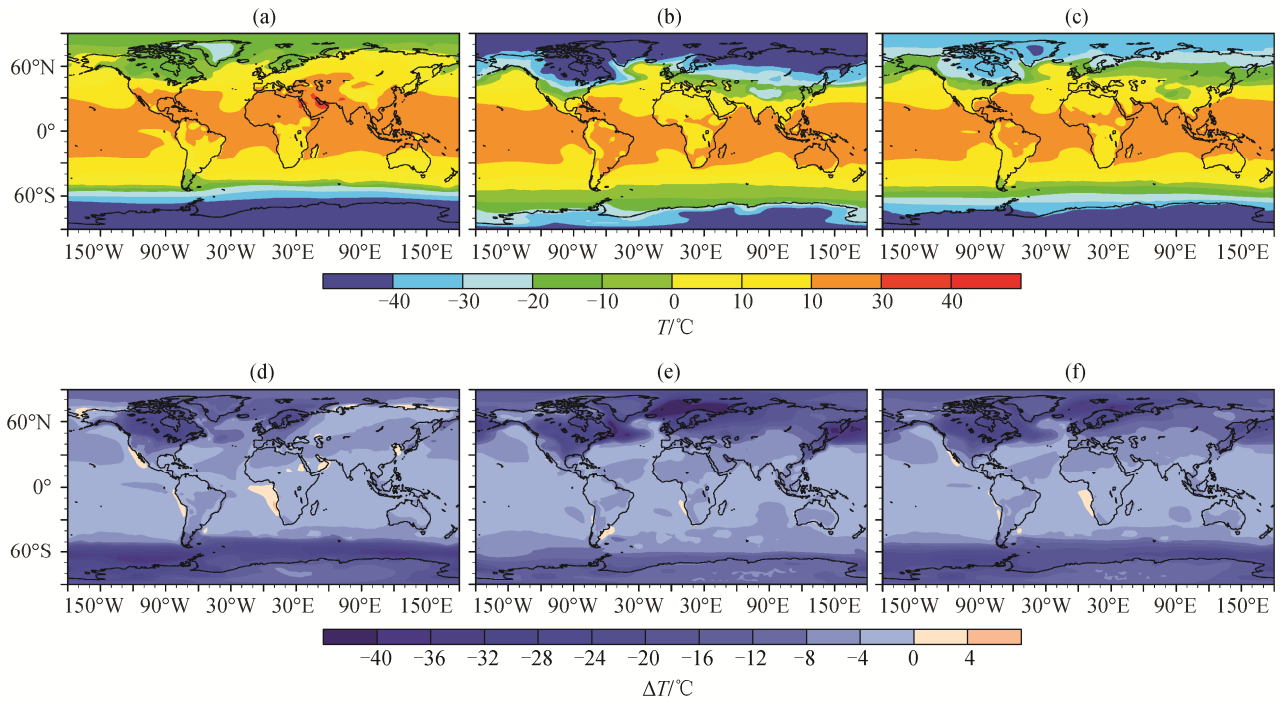 (a) (b) (c)
60°N
0°
60°S
150°W 90°W 30°W 30°E 90°E 150°E 150°W 90°W 30°W 30°E 90°E 150°E 150°W 90°W 30°W 30°E 90°E 150°E
−40 −30 −20 −10 0 10 10 30 40
T/℃
(d) (e) (f)
60°N
0°
60°S
150°W 90°W 30°W 30°E 90°E 150°E 150°W 90°W 30°W 30°E 90°E 150°E 150°W 90°W 30°W 30°E 90°E 150°E
−40 −36 −32 −28 −24 −20 −16 −12 −8 −4 0 4
ΔT/℃